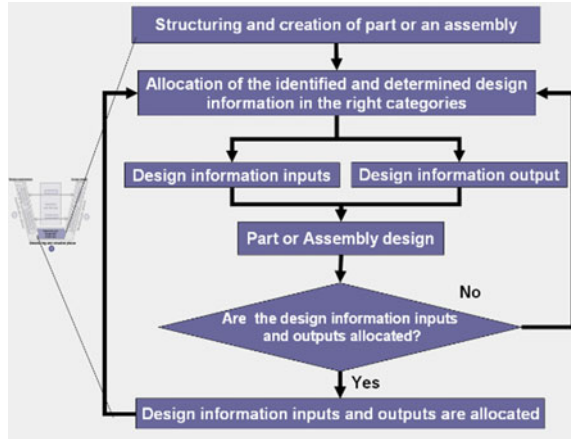 Structuring and creation of part or an assembly
Allocation of the identified and determined design
information in the right categories
Design information inputs
Design information output
Part or Assembly design
Are the design information inputs
and outputs allocated?
No
Yes
Design information inputs and outputs are allocated